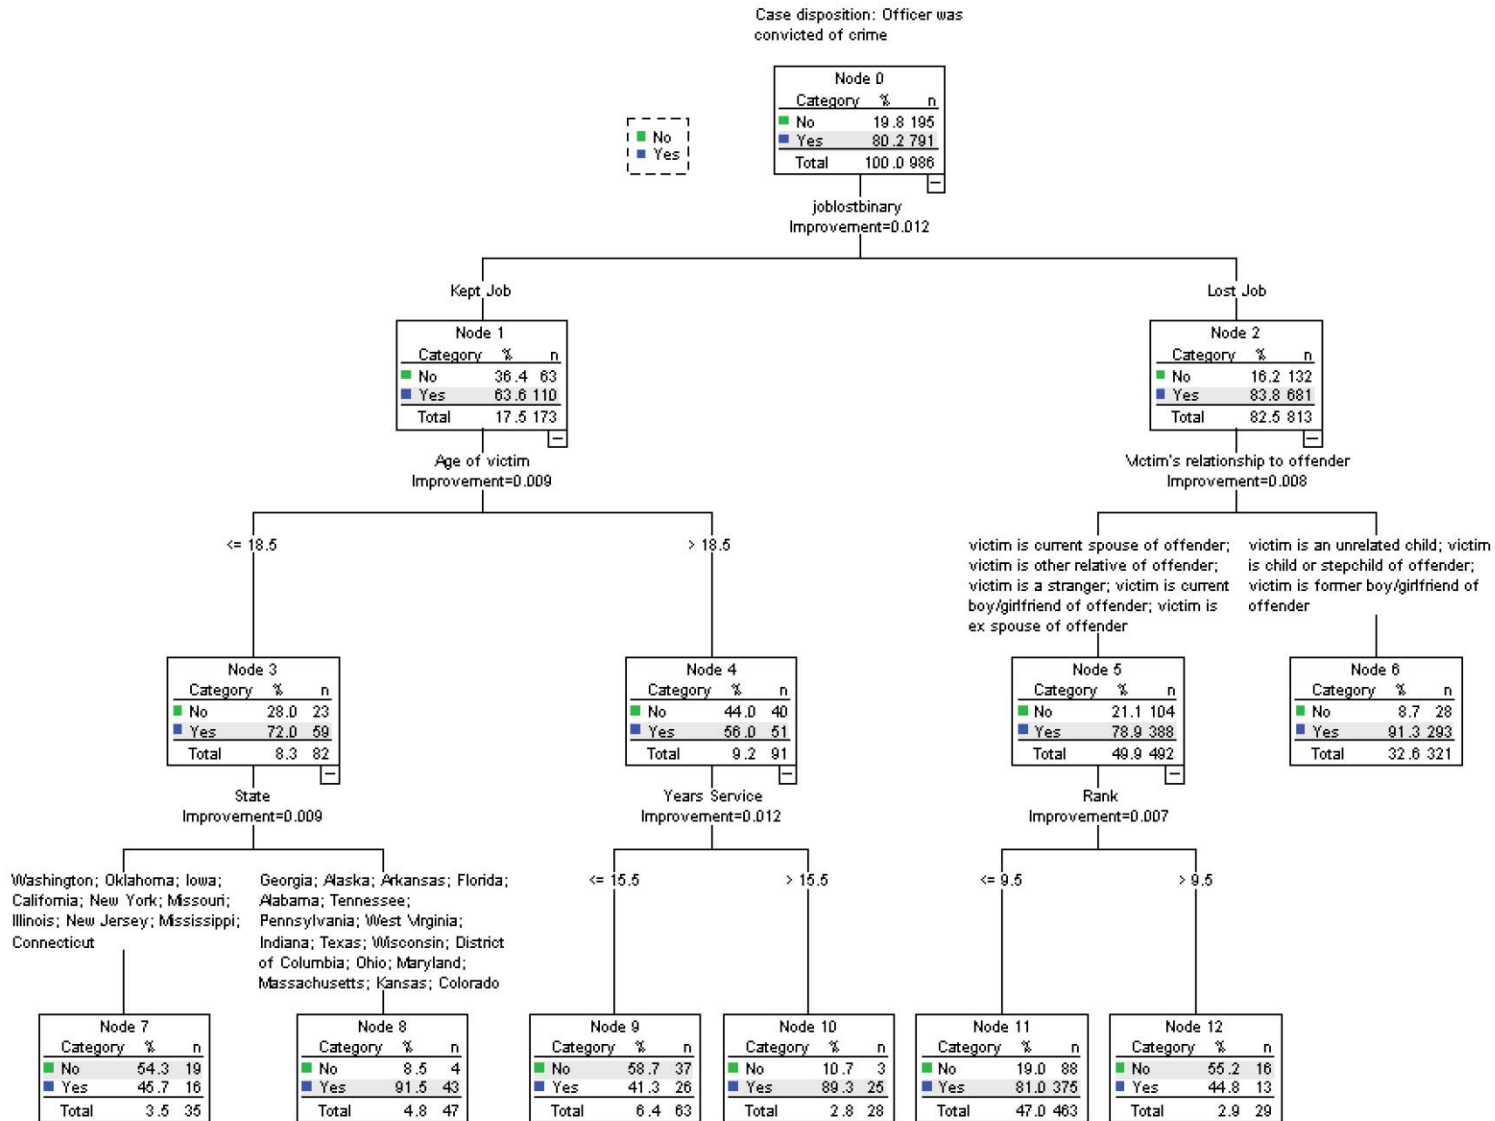 Case disposition: Officer was
convicted of crime
Node 0
Category % n
No 19.8 195
Yes 80.2 791
Total 100.0 986
No
Yes
joblostbinary
Improvement=0.012
Kept Job
Lost Job
Node 1
Category % n
No 36.4 63
Yes 63.6 110
Total 17.5 173
Node 2
Category % n
No 16.2 132
Yes 83.8 681
Total 82.5 813
Age of victim
Improvement=0.009
Victim's relationship to offender
Improvement=0.008
<= 18.5
> 18.5
victim is current spouse of offender;
victim is other relative of offender;
victim is a stranger; victim is current
boy/girlfriend of offender; victim is
ex spouse of offender
victim is an unrelated child; victim
is child or stepchild of offender;
victim is former boy/girlfriend of
offender
Node 3
Category % n
No 28.0 23
Yes 72.0 59
Total 8.3 82
Node 4
Category % n
No 44.0 40
Yes 56.0 51
Total 9.2 91
Node 5
Category % n
No 21.1 104
Yes 78.9 388
Total 49.9 492
Node 6
Category % n
No 8.7 28
Yes 91.3 293
Total 32.6 321
State
Improvement=0.009
Years Service
Improvement=0.012
Rank
Improvement=0.007
Washington; Oklahoma; Iowa;
California; New York; Missouri;
Illinois; New Jersey; Mississippi;
Connecticut
Georgia; Alaska; Arkansas; Florida;
Alabama; Tennessee;
Pennsylvania; West Virginia;
Indiana; Texas; Wisconsin; District
of Columbia; Ohio; Maryland;
Massachusetts; Kansas; Colorado
<= 15.5
> 15.5
<= 9.5
> 9.5
Node 7
Category % n
No 54.3 19
Yes 45.7 16
Total 3.5 35
Node 8
Category % n
No 8.5 4
Yes 91.5 43
Total 4.8 47
Node 9
Category % n
No 58.7 37
Yes 41.3 26
Total 6.4 63
Node 10
Category % n
No 10.7 3
Yes 89.3 25
Total 2.8 28
Node 11
Category % n
No 19.0 88
Yes 81.0 375
Total 47.0 463
Node 12
Category % n
No 55.2 16
Yes 44.8 13
Total 2.9 29